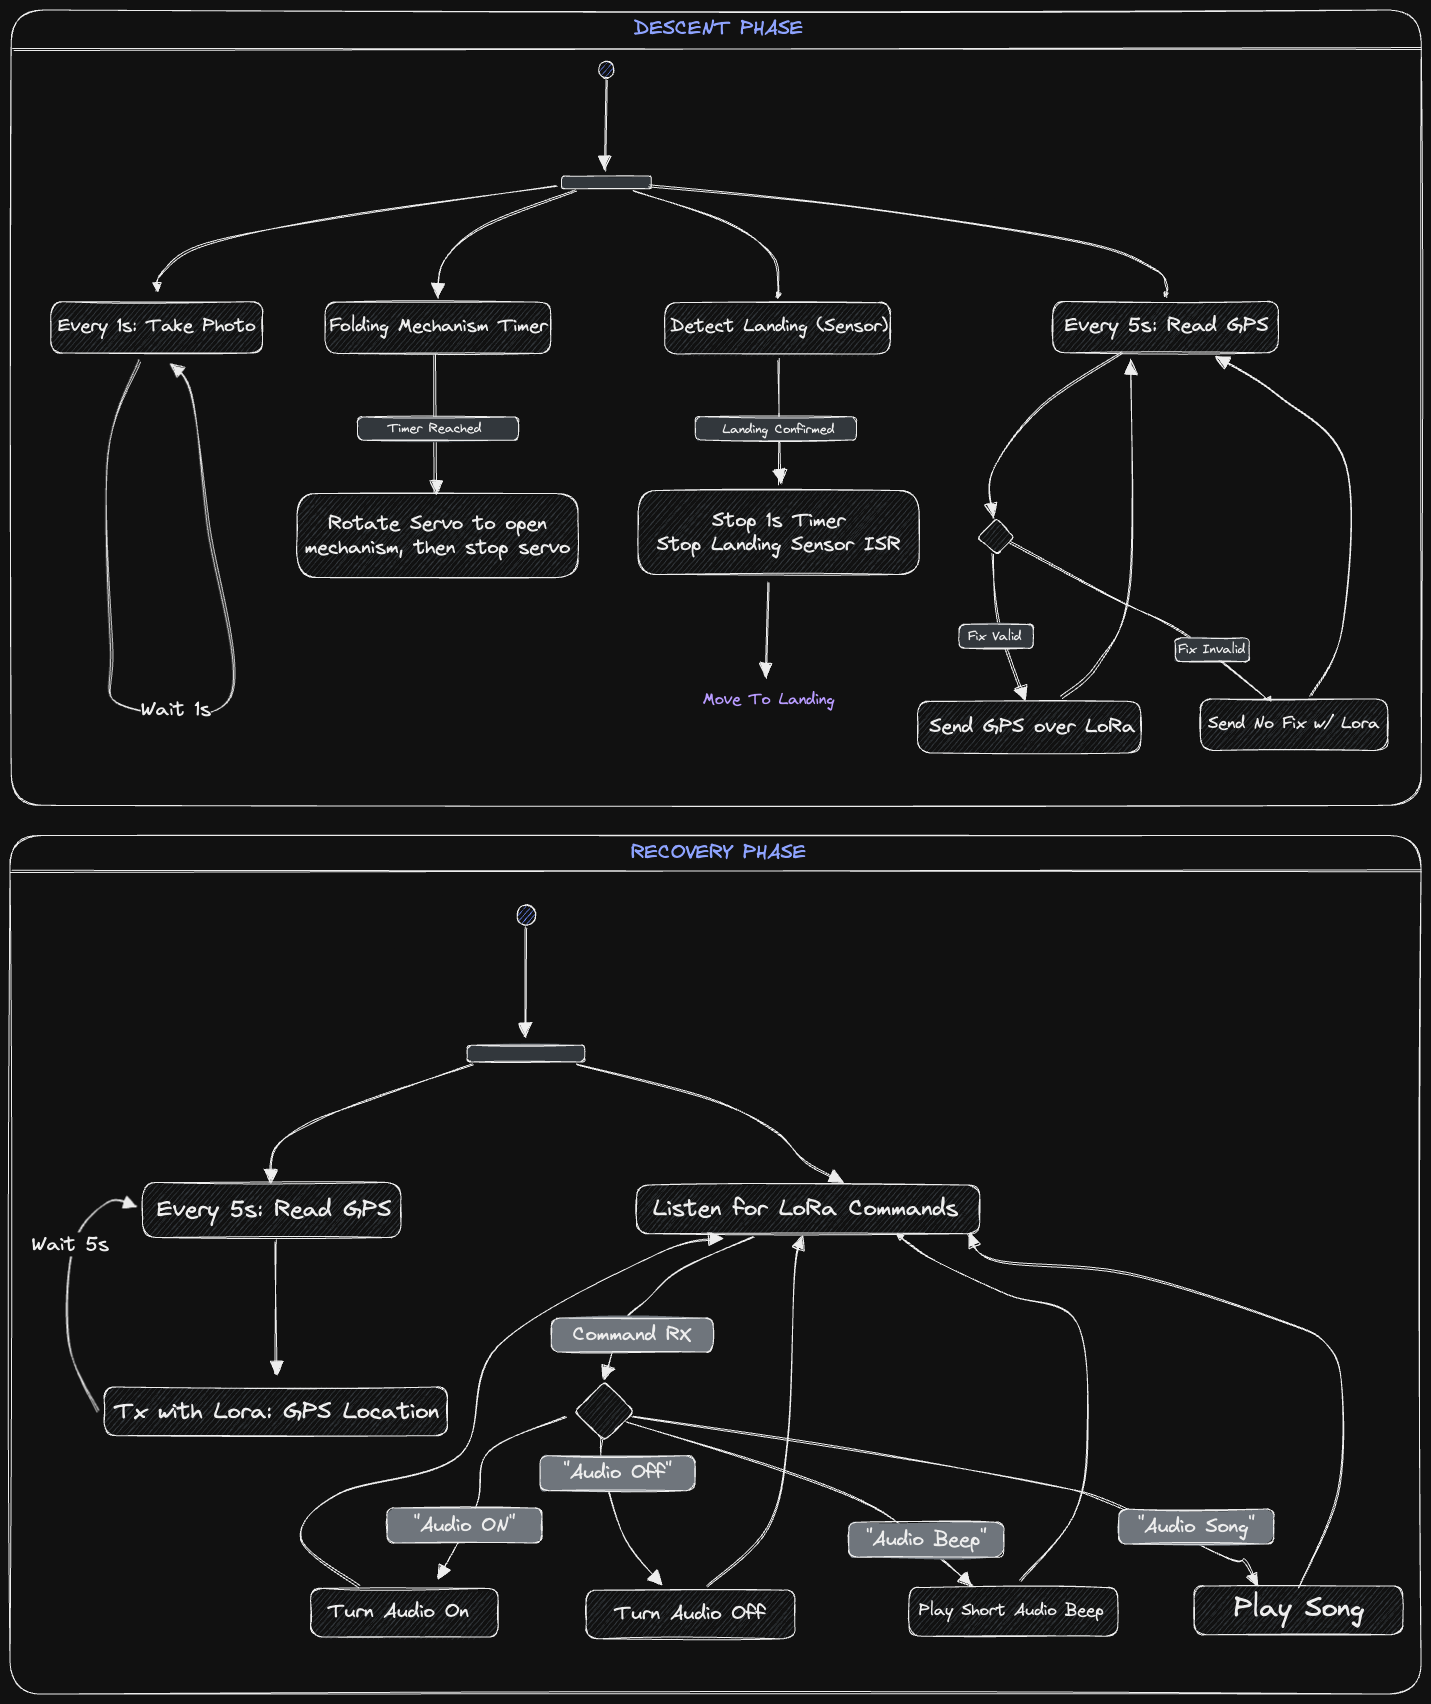 DESCENT PHASE
Every 1s: Take Photo
Folding Mechanism Timer
Detect Landing (Sensor)
Every 5s: Read GPS
Timer Reached
Landing Confirmed
Rotate Servo to open
mechanism, then stop servo
Stop 1s Timer
Stop Landing Sensor ISR
Fix Valid
Fix Invalid
Wait 1s
Move To Landing
Send GPS over LoRa
Send No Fix w/ Lora
RECOVERY PHASE
Every 5s: Read GPS
Listen for LoRa Commands
Wait 5s
Command RX
Tx with Lora: GPS Location
"Audio Off"
"Audio ON"
"Audio Beep"
"Audio Song"
Turn Audio On
Turn Audio Off
Play Short Audio Beep
Play Song